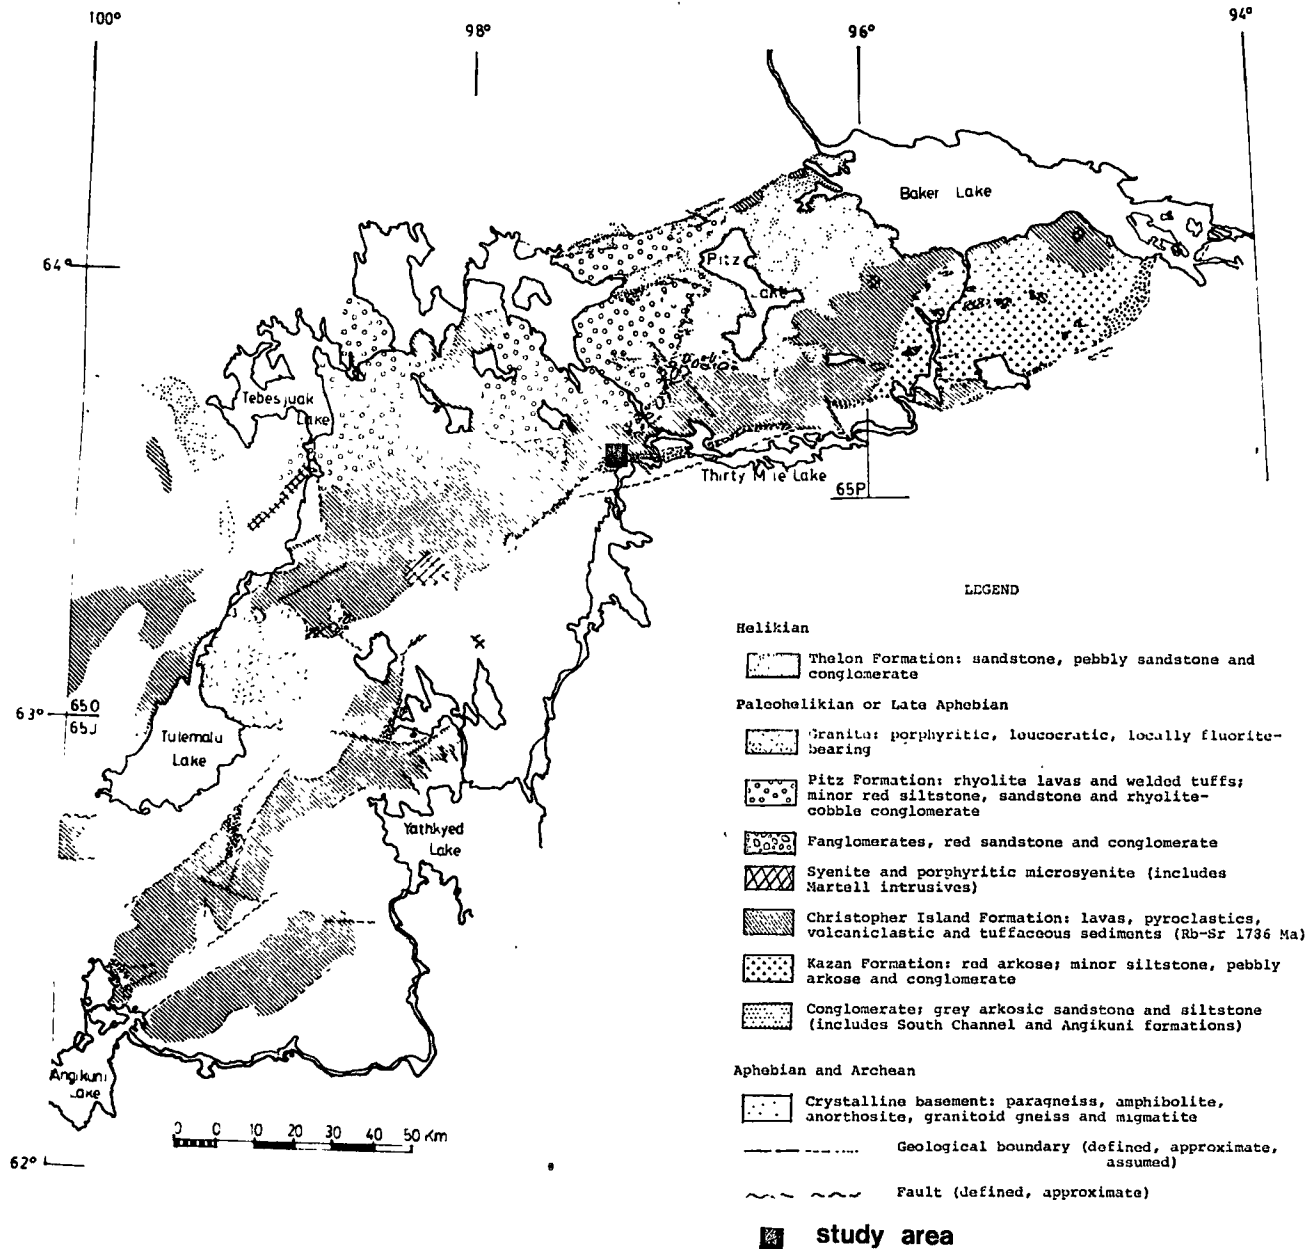 100°
98°
96°
94°
Baker Lake
64°
Pitz
Lake
Tebesjuak
Lake
Thirty Mile Lake
65P
63°
65O
65J
Tulemalu
Lake
Yathkyed
Lake
Angikuni
Lake
0 10 20 30 40 50 Km
62°
LEGEND
Helikian
Thelon Formation: sandstone, pebbly sandstone and
conglomerate
Paleohelikian or Late Aphebian
Granite: porphyritic, leucocratic, locally fluorite-
bearing
Pitz Formation: rhyolite lavas and welded tuffs;
minor red siltstone, sandstone and rhyolite-
cobble conglomerate
Fanglomerates, red sandstone and conglomerate
Syenite and porphyritic microsyenite (includes
Martell intrusives)
Christopher Island Formation: lavas, pyroclastics,
volcaniclastic and tuffaceous sediments (Rb-Sr 1786 Ma)
Kazan Formation: red arkose; minor siltstone, pebbly
arkose and conglomerate
Conglomerate; grey arkosic sandstone and siltstone
(includes South Channel and Angikuni formations)
Aphebian and Archean
Crystalline basement: paragneiss, amphibolite,
anorthosite, granitoid gneiss and migmatite
Geological boundary (defined, approximate,
assumed)
Fault (defined, approximate)
study area